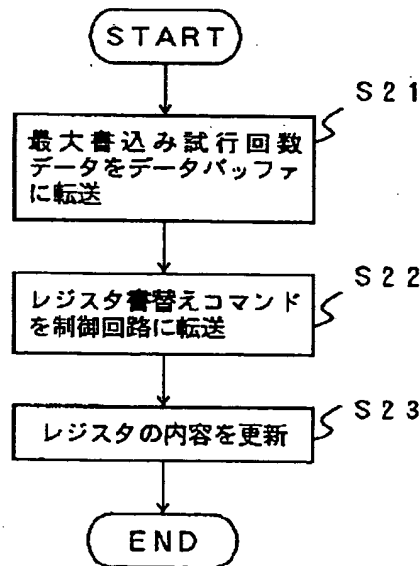 START
S21
最大書込み試行回数
データをデータバッファ
に転送
S22
レジスタ書替えコマンド
を制御回路に転送
S23
レジスタの内容を更新
END